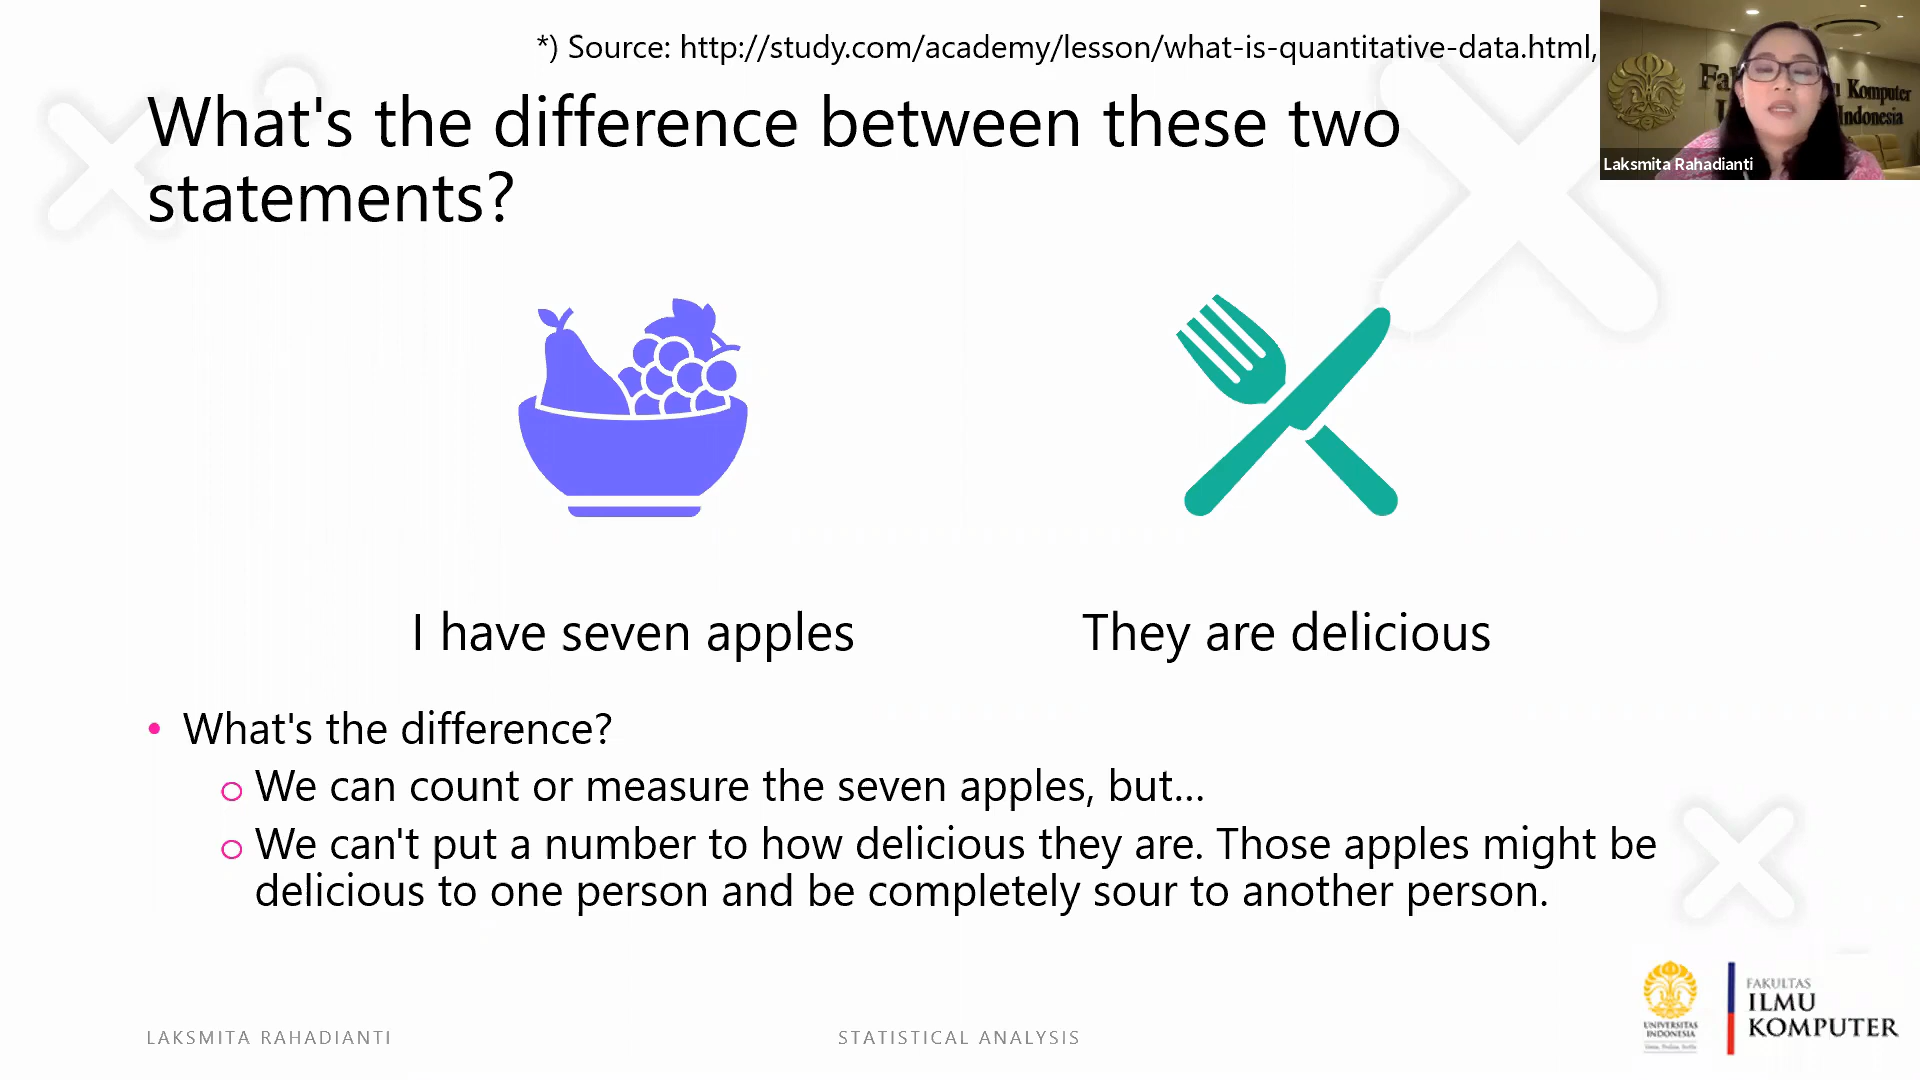 *) Source: http://study.com/academy/lesson/what-is-quantitative-data.html,
What's the difference between these two
statements?
Komputer
Indonesia
Laksmita Rahadianti
I have seven apples
They are delicious
• What's the difference?
o We can count or measure the seven apples, but...
o We can't put a number to how delicious they are. Those apples might be
delicious to one person and be completely sour to another person.
LAKSMITA RAHADIANTI
STATISTICAL ANALYSIS
UNIVERSITAS
INDONESIA
FAKULTAS
ILMU
KOMPUTER